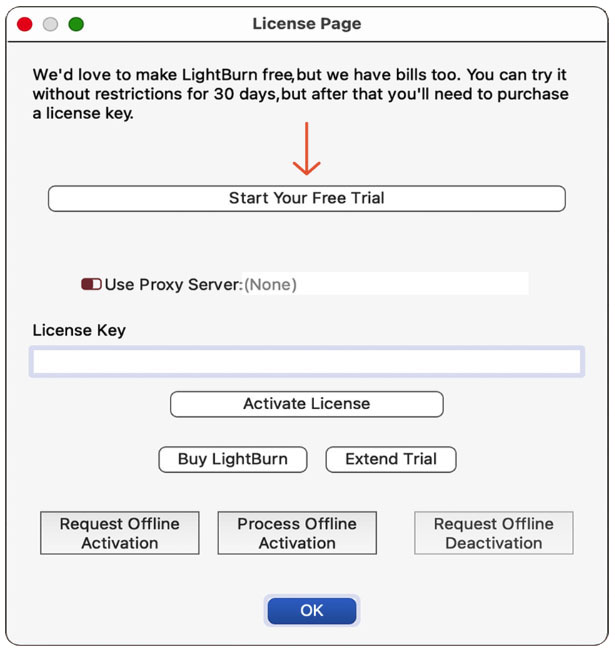 License Page
We'd love to make LightBurn free,but we have bills too. You can try it
without restrictions for 30 days,but after that you'll need to purchase
a license key.
Start Your Free Trial
Use Proxy Server:(None)
License Key
Activate License
Buy LightBurn
Extend Trial
Request Offline
Activation
Process Offline
Activation
Request Offline
Deactivation
OK